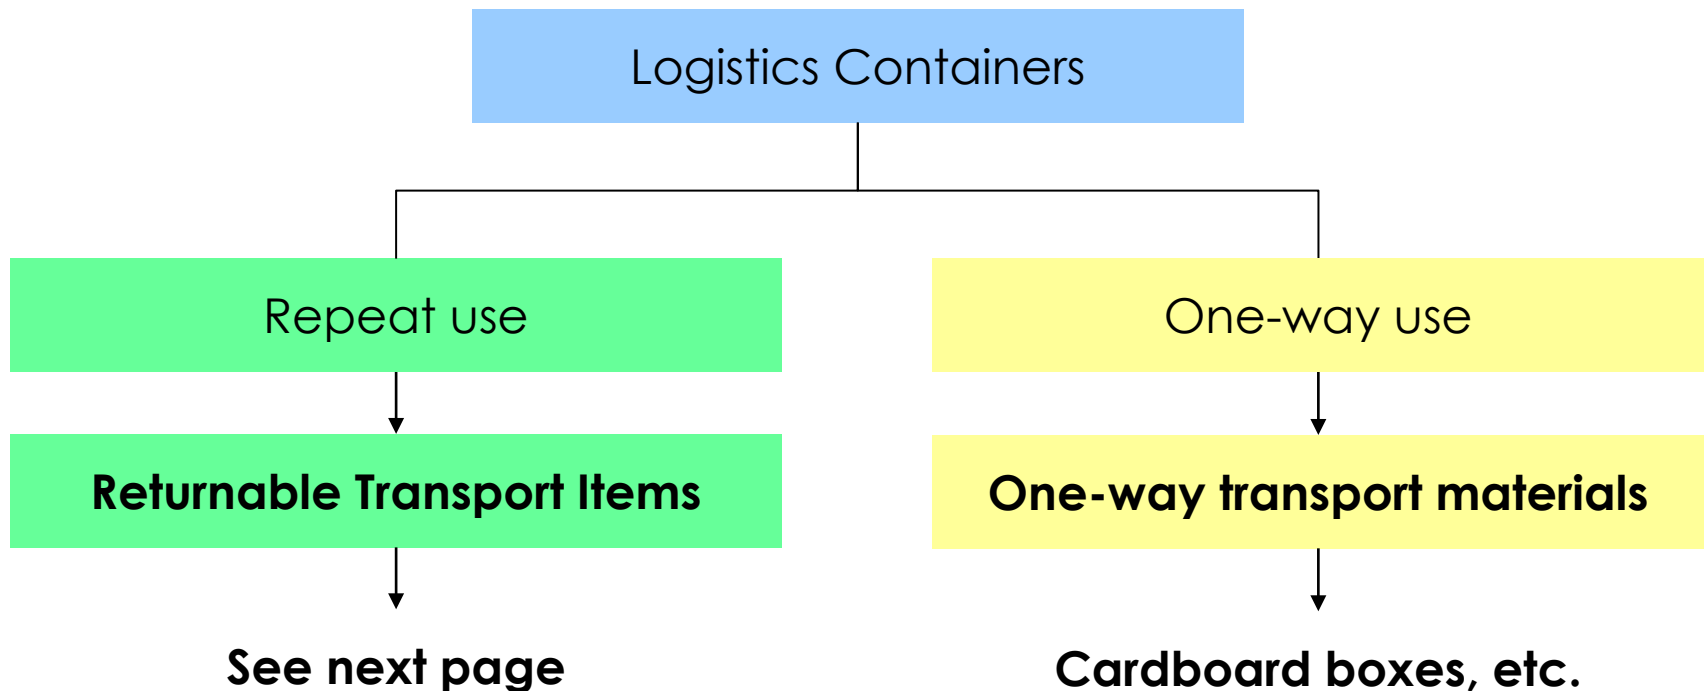 Logistics Containers
Repeat use
One-way use
Returnable Transport Items
One-way transport materials
See next page
Cardboard boxes, etc.